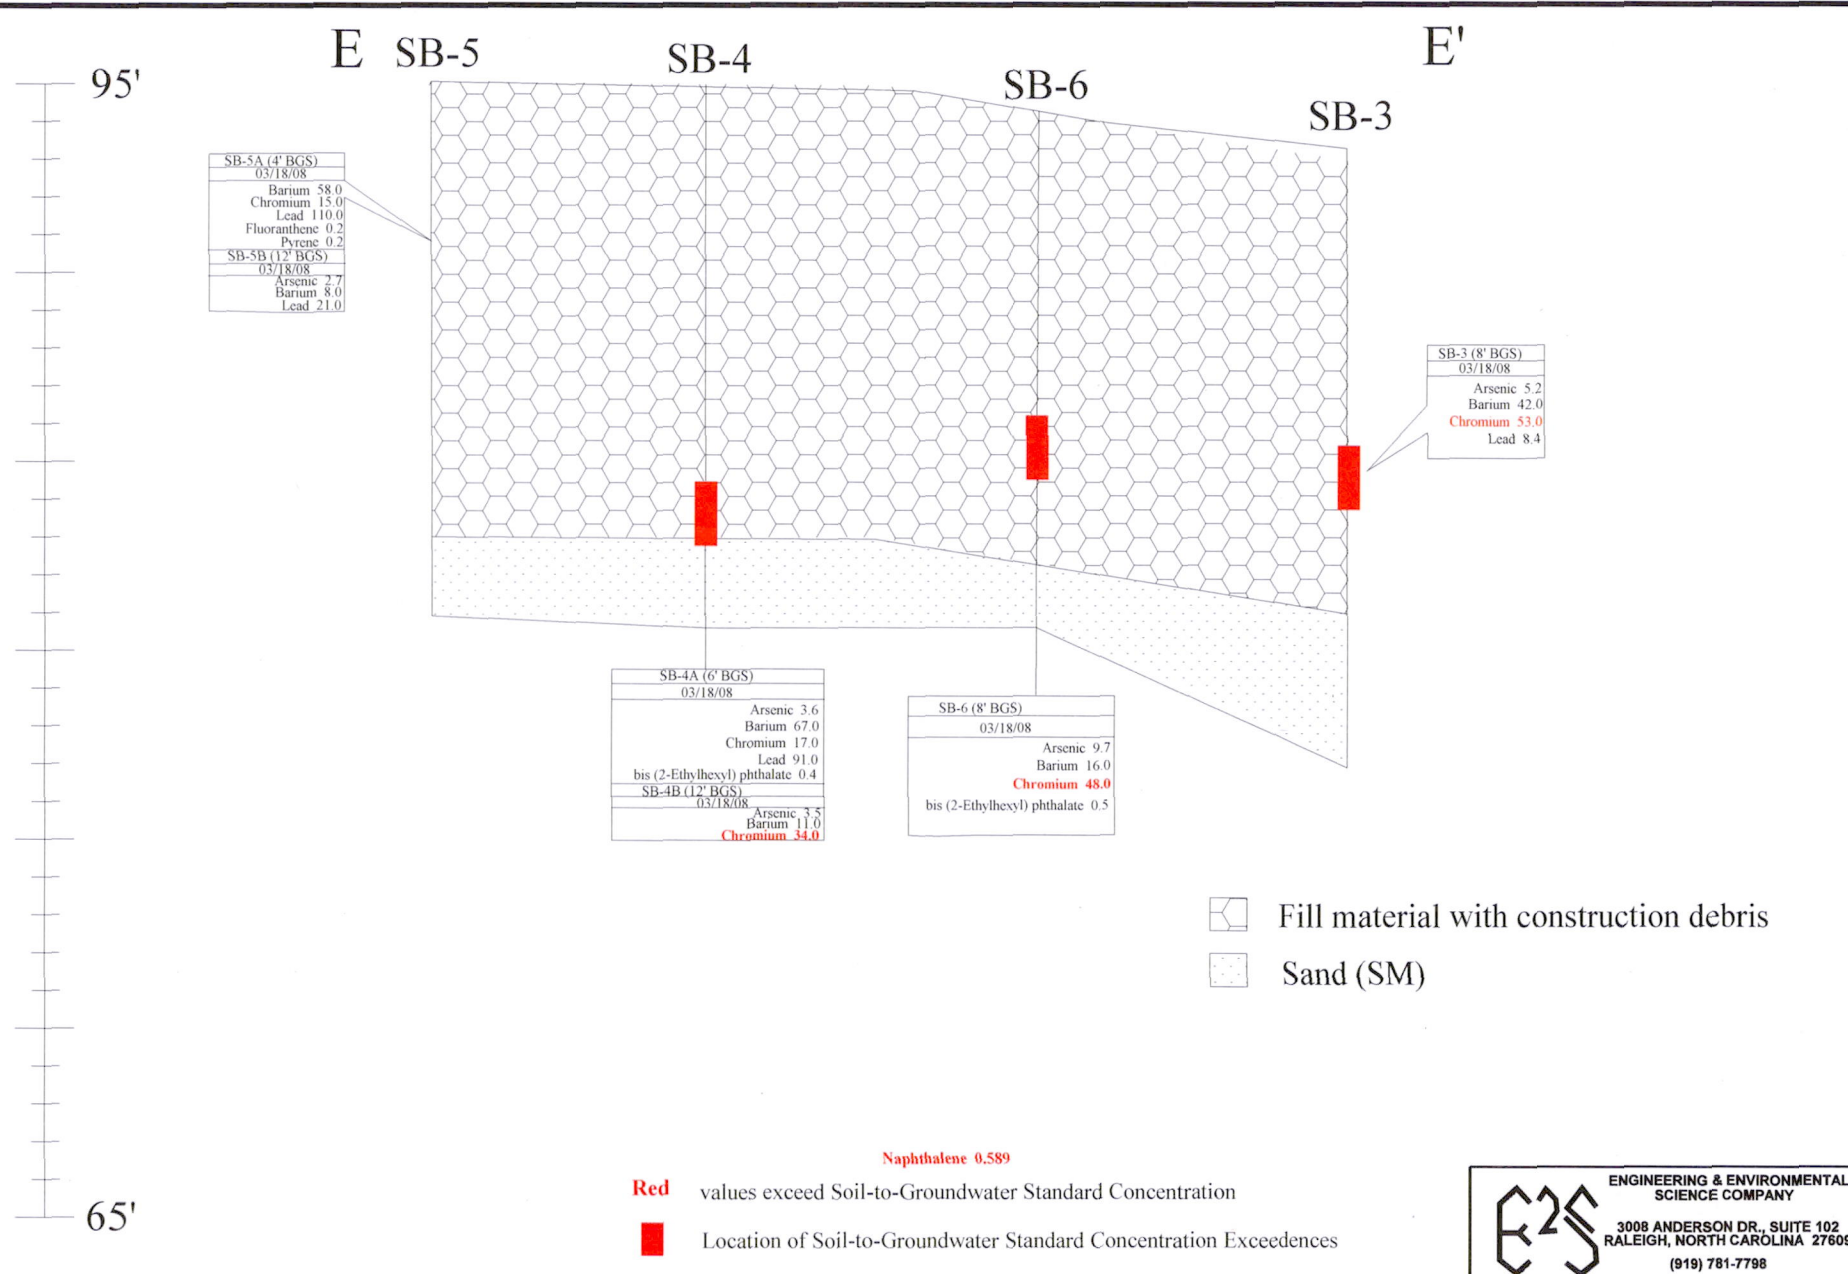 E SB-5 SB-4 SB-6 SB-3 E'
95'
SB-5A (4' BGS)
03/18/08
Barium 58.0
Chromium 15.0
Lead 110.0
Fluoranthene 0.2
Pyrene 0.2
SB-5B (12' BGS)
03/18/08
Arsenic 2.7
Barium 8.0
Lead 21.0
SB-3 (8' BGS)
03/18/08
Arsenic 5.2
Barium 42.0
Chromium 53.0
Lead 8.4
SB-4A (6' BGS)
03/18/08
Arsenic 3.6
Barium 67.0
Chromium 17.0
Lead 91.0
bis (2-Ethylhexyl) phthalate 0.4
SB-4B (12' BGS)
03/18/08
Arsenic 3.5
Barium 11.0
Chromium 34.0
SB-6 (8' BGS)
03/18/08
Arsenic 9.7
Barium 16.0
Chromium 48.0
bis (2-Ethylhexyl) phthalate 0.5
Fill material with construction debris
Sand (SM)
65'
Naphthalene 0.589
Red values exceed Soil-to-Groundwater Standard Concentration
Location of Soil-to-Groundwater Standard Concentration Exceedences
E2S
ENGINEERING & ENVIRONMENTAL
SCIENCE COMPANY
3008 ANDERSON DR., SUITE 102
RALEIGH, NORTH CAROLINA 27609
(919) 781-7798